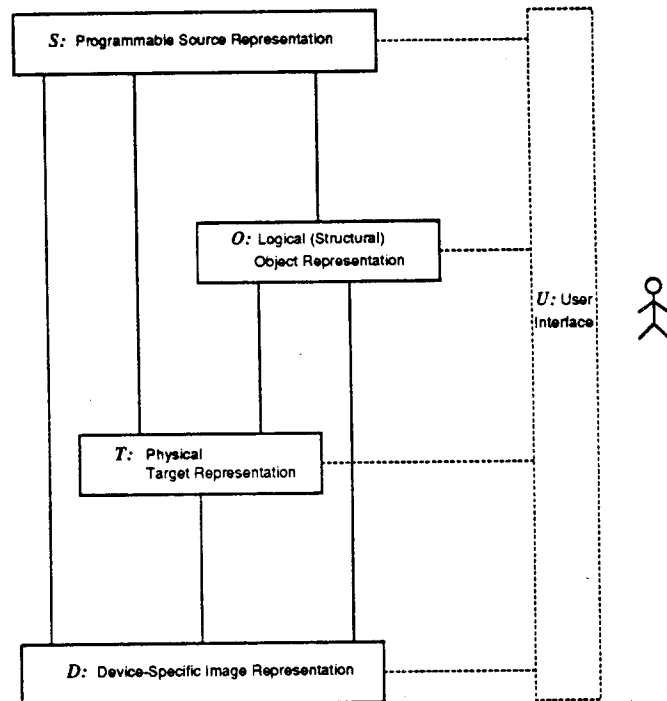 S: Programmable Source Representation
O: Logical (Structural)
Object Representation
U: User
Interface
T: Physical
Target Representation
D: Device-Specific Image Representation